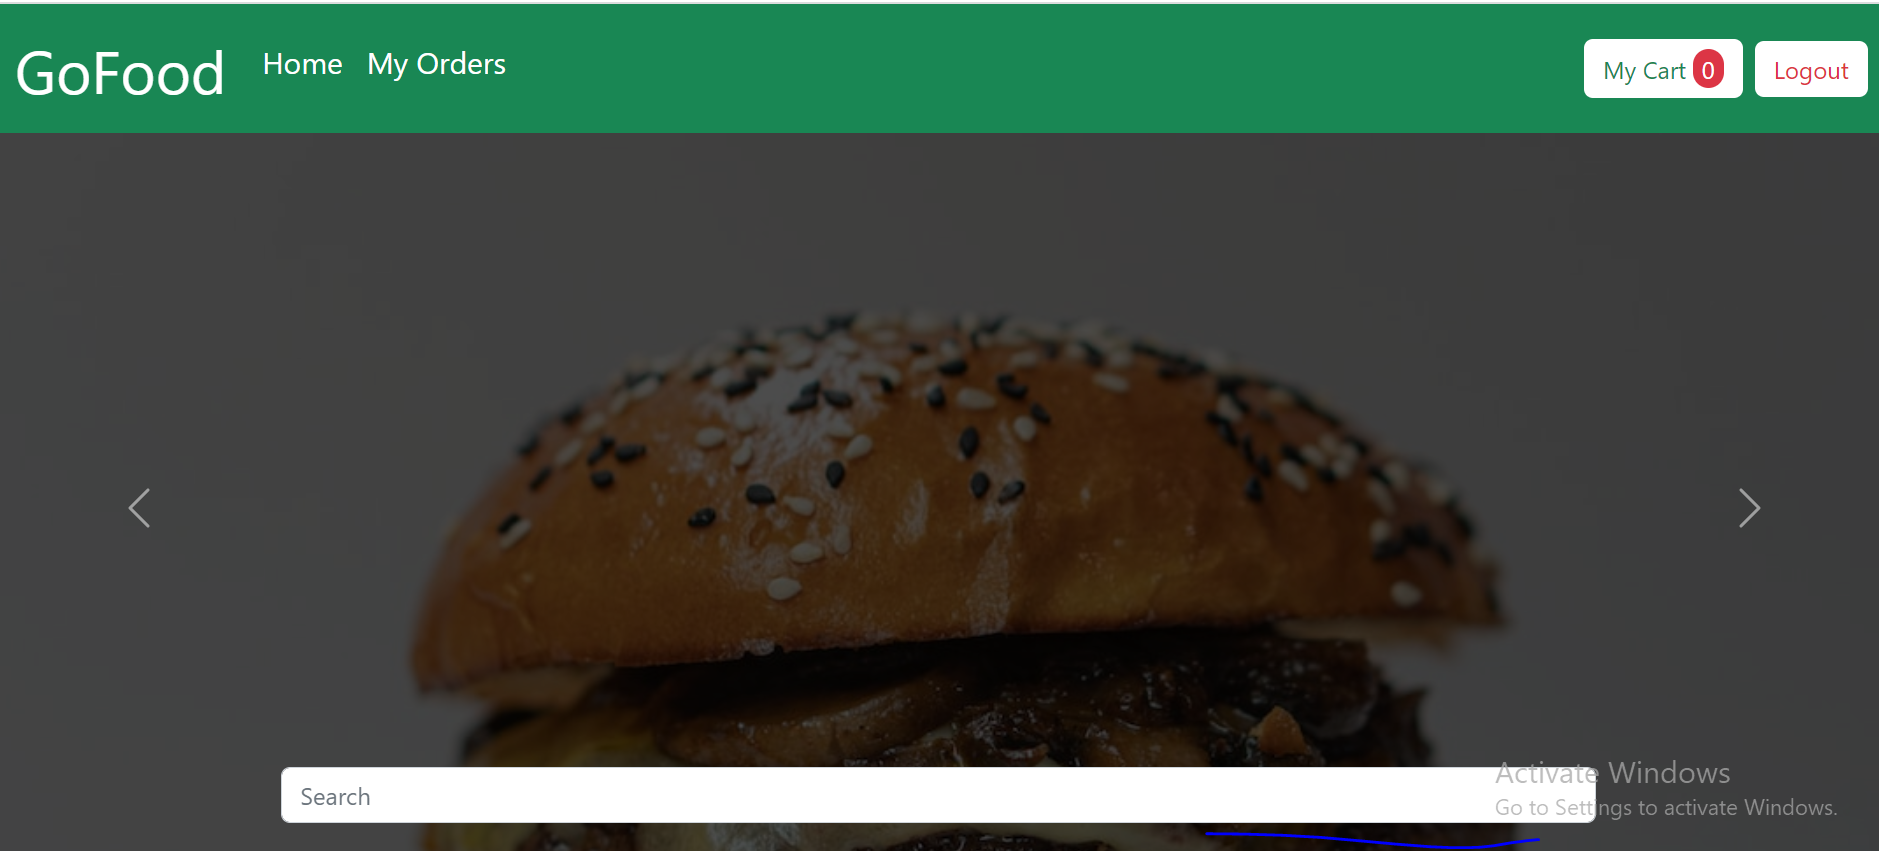 GoFood
Home
My Orders
My Cart 0
Logout
Search
Activate Windows
Go to Settings to activate Windows.